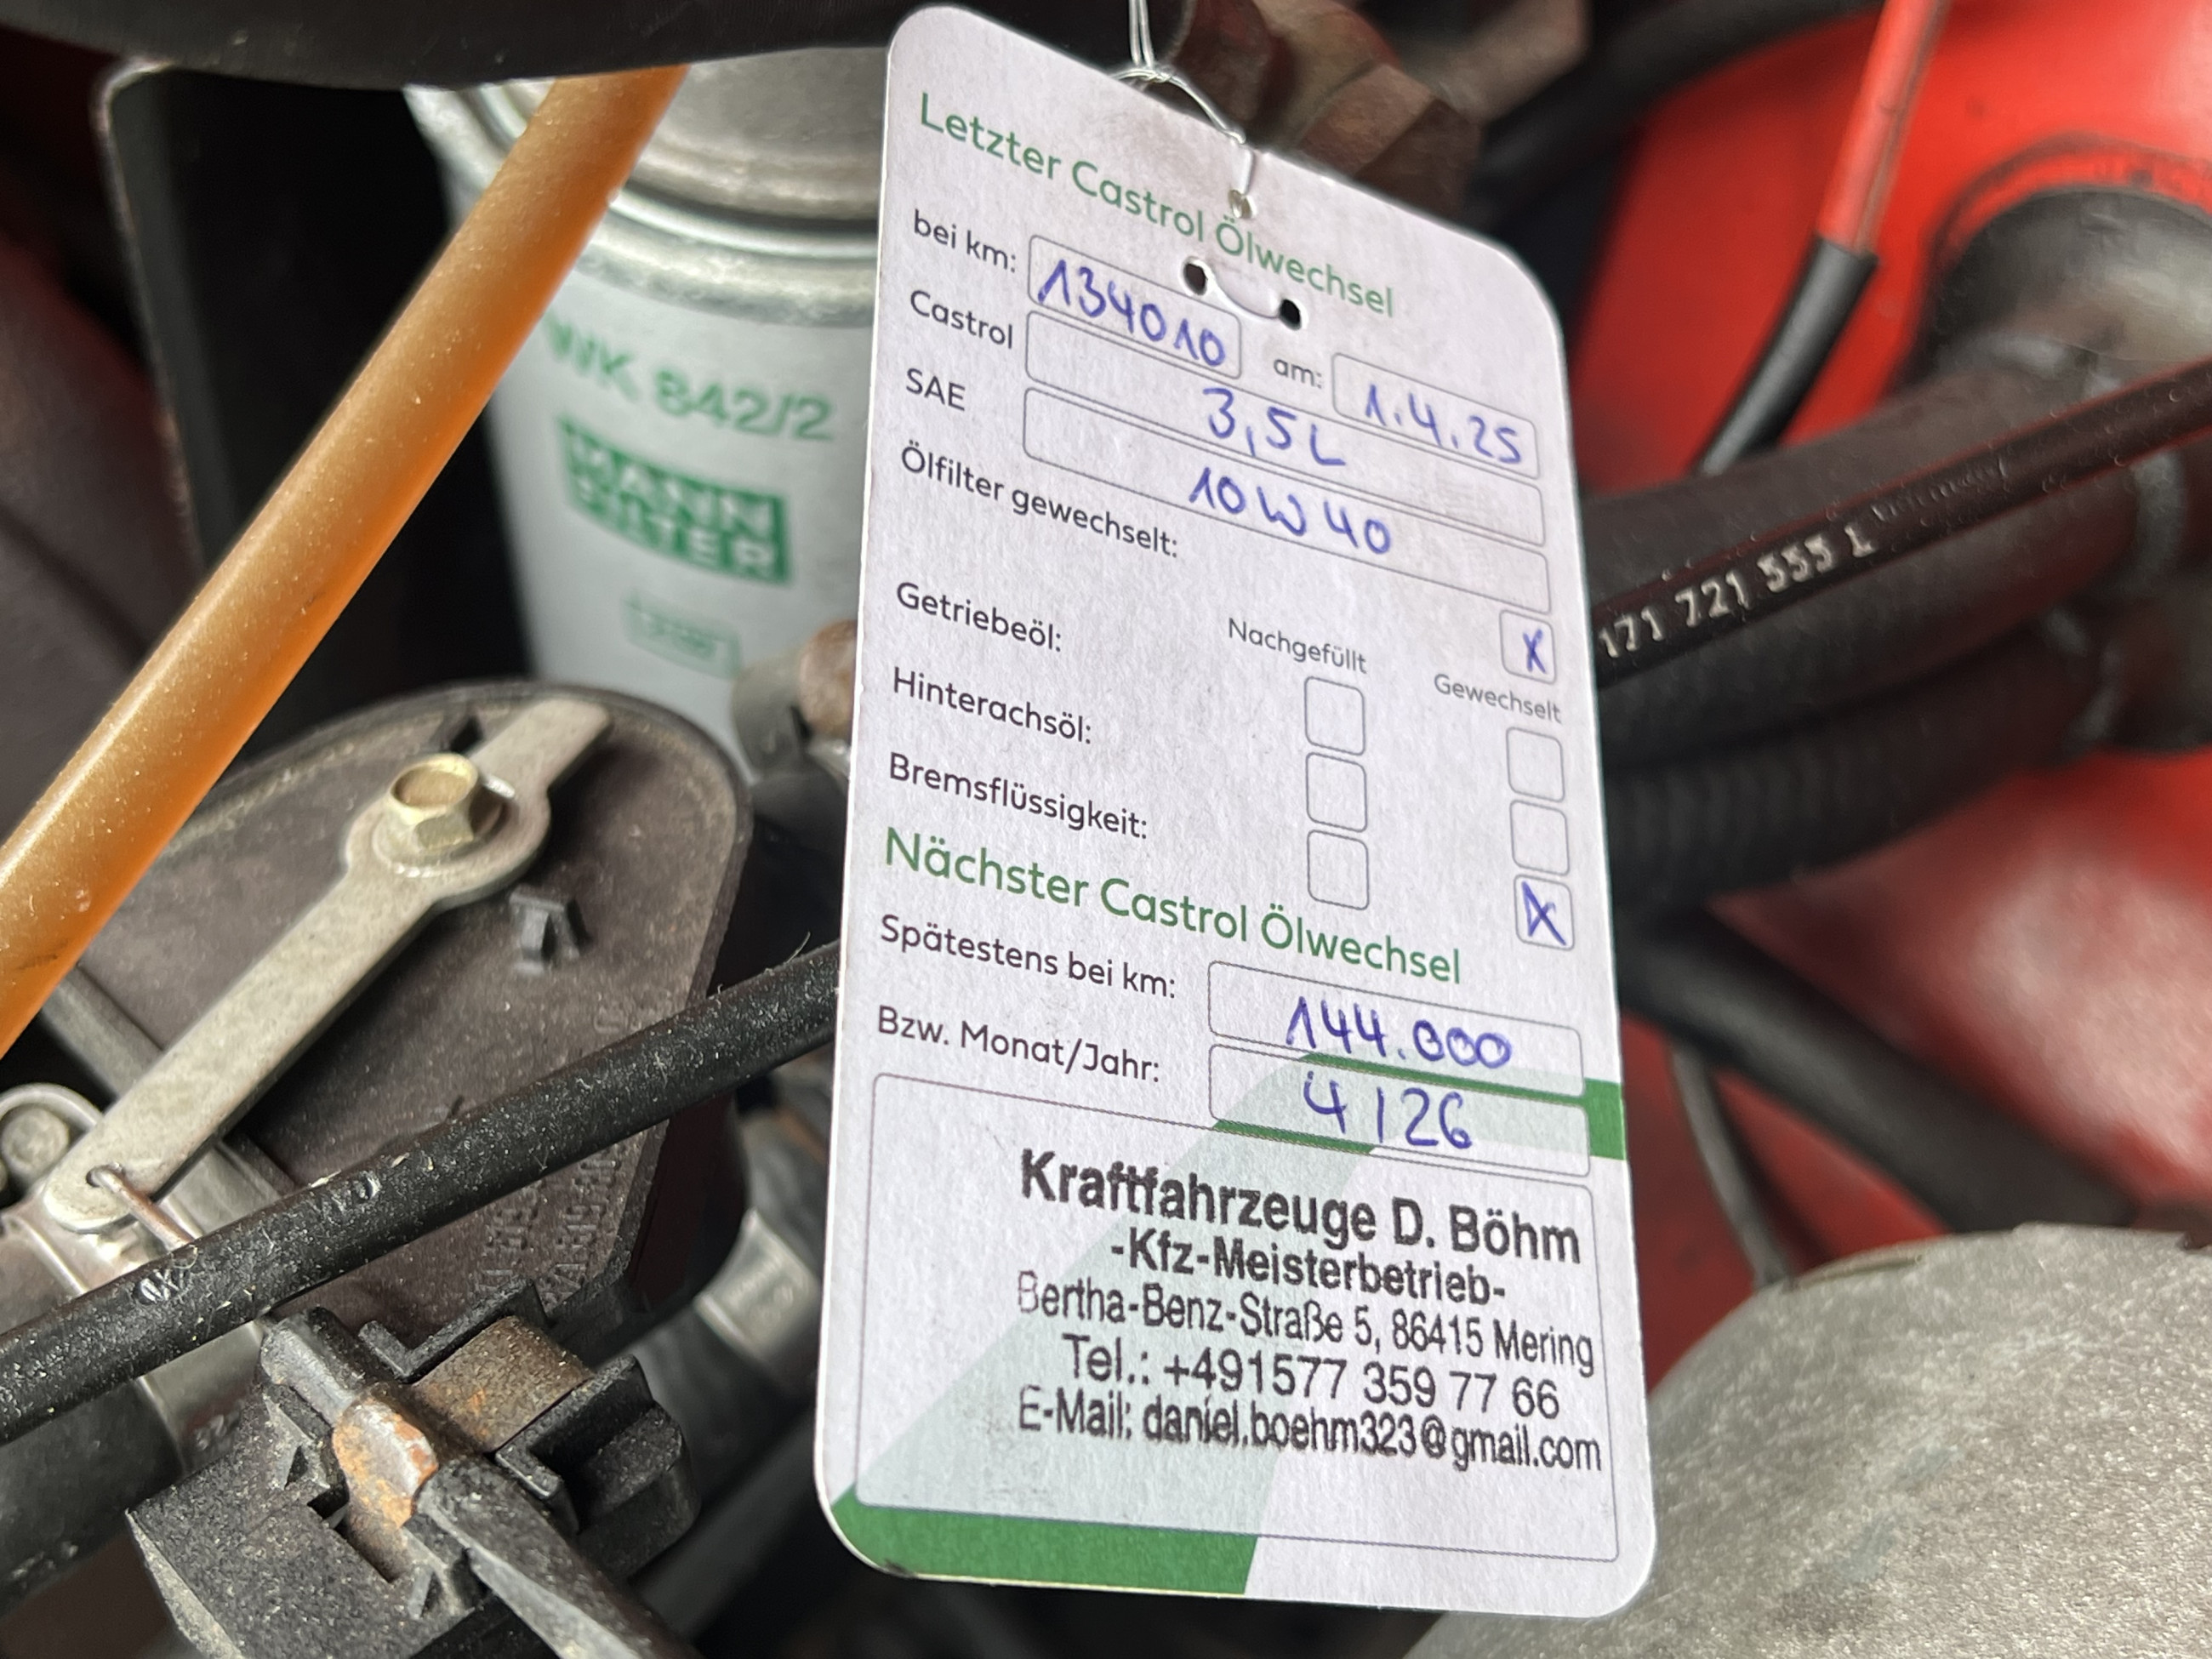 Letzter Castrol Ölwechsel
bei km: 134010 am: 1.4.25
Castrol 3,5L
SAE 10W40
Ölfilter gewechselt: X
Nachgefüllt Gewechselt
Getriebeöl:
Hinterachsöl:
Bremsflüssigkeit: X
Nächster Castrol Ölwechsel
Spätestens bei km: 144.000
Bzw. Monat/Jahr: 4/26
Kraftfahrzeuge D. Böhm
-Kfz-Meisterbetrieb-
Bertha-Benz-Straße 5, 86415 Mering
Tel.: +491577 359 77 66
E-Mail: daniel.boehm323@gmail.com
WK 842/2
MANN
FILTER
171 721 555 L